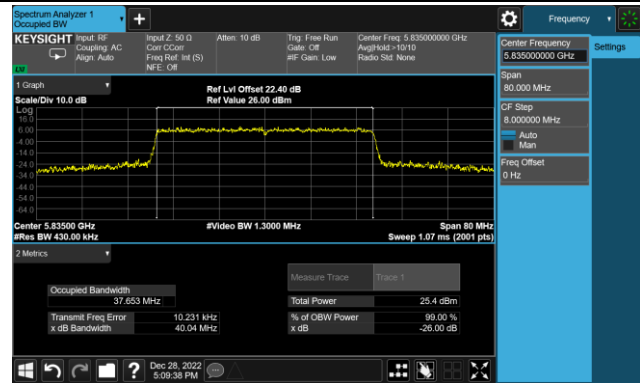 Spectrum Analyzer 1
Occupied BW
+
Frequency
KEYSIGHT
Input: RF
Coupling: AC
Align: Auto
Input Z: 50 Ω
Corr CCorr
Freq Ref: Int (S)
NFE: Off
Atten: 10 dB
Trig: Free Run
Gate: Off
#IF Gain: Low
Center Freq: 5.835000000 GHz
Avg|Hold:>10/10
Radio Std: None
Center Frequency
5.835000000 GHz
Settings
Span
80.000 MHz
CF Step
8.000000 MHz
Auto
Man
Freq Offset
0 Hz
1 Graph
Scale/Div 10.0 dB
Ref Lvl Offset 22.40 dB
Ref Value 26.00 dBm
Log
16.0
6.00
-4.00
-14.0
-24.0
-34.0
-44.0
-54.0
-64.0
Center 5.83500 GHz
#Video BW 1.3000 MHz
Span 80 MHz
#Res BW 430.00 kHz
Sweep 1.07 ms (2001 pts)
2 Metrics
Measure Trace
Trace 1
Occupied Bandwidth
37.653 MHz
Total Power
25.4 dBm
Transmit Freq Error
10.231 kHz
% of OBW Power
99.00 %
x dB Bandwidth
40.04 MHz
x dB
-26.00 dB
?
Dec 28, 2022
5:09:38 PM